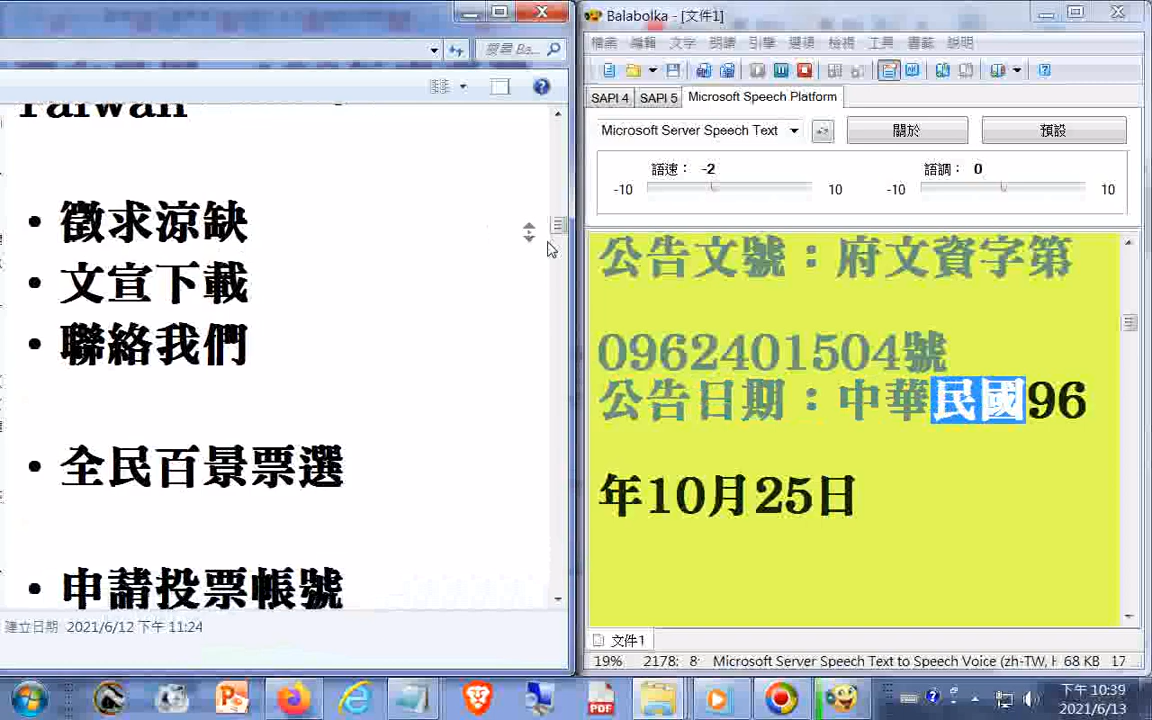 Taiwan
• 徵求涼缺
• 文宣下載
• 聯絡我們
• 全民百景票選
• 申請投票帳號
建立日期 2021/6/12 下午 11:24
Balabolka - [文件1]
檔案 編輯 文字 朗讀 引擎 選項 檢視 工具 書籤 說明
SAPI 4 SAPI 5 Microsoft Speech Platform
Microsoft Server Speech Text 關於 預設
語速： -2 語調： 0
-10 10 -10 10
公告文號：府文資字第
0962401504號
公告日期：中華民國96
年10月25日
文件1
19% 2178: 8 Microsoft Server Speech Text to Speech Voice (zh-TW, 68 KB 17
下午 10:39
2021/6/13